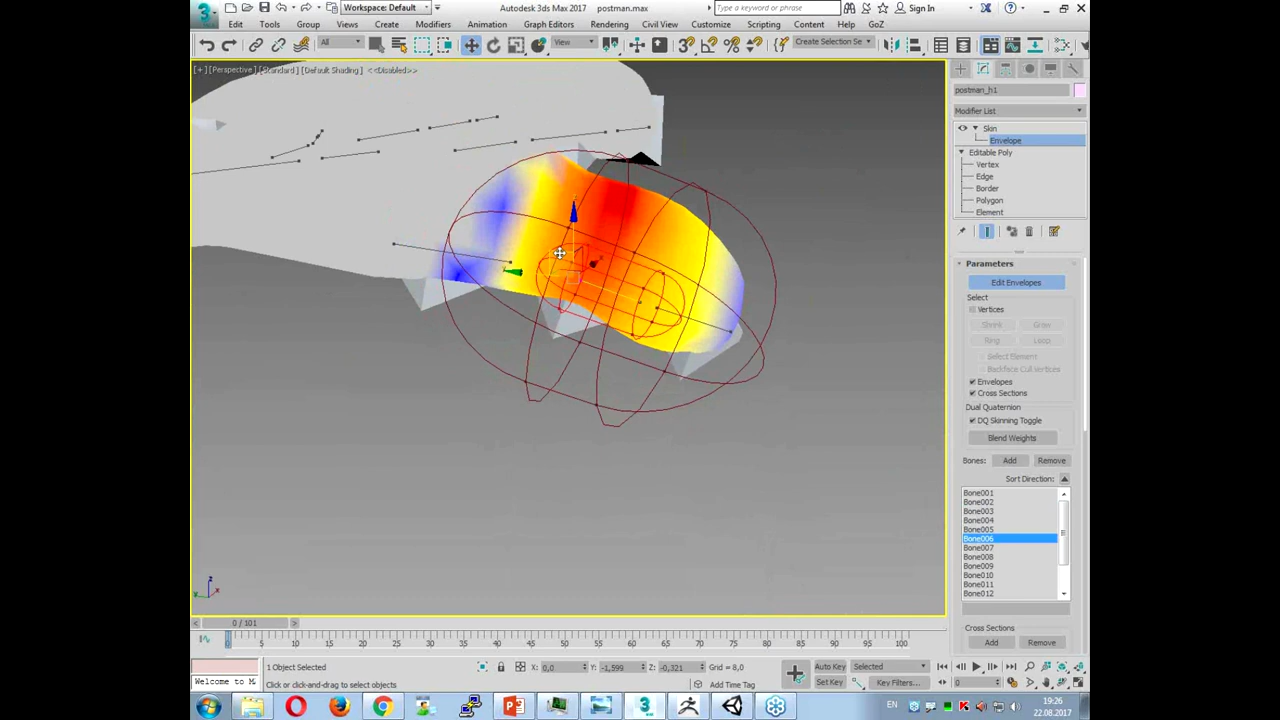 Workspace: Default
Autodesk 3ds Max 2017 postman.max
Type a keyword or phrase
Sign In
Edit Tools Group Views Create Modifiers Animation Graph Editors Rendering Civil View Customize Scripting Content Help GoZ
All
View
Create Selection Se
[+] [Perspective] [Standard] [Default Shading] <<Disabled>>
postman_h1
Modifier List
Skin
Envelope
Editable Poly
Vertex
Edge
Border
Polygon
Element
Parameters
Edit Envelopes
Select
Vertices
Shrink Grow
Ring Loop
Select Element
Backface Cull Vertices
Envelopes
Cross Sections
Dual Quaternion
DQ Skinning Toggle
Blend Weights
Bones: Add Remove
Sort Direction:
Bone001
Bone002
Bone003
Bone004
Bone005
Bone006
Bone007
Bone008
Bone009
Bone010
Bone011
Bone012
Cross Sections
Add Remove
z
x
y
0 / 101
0 5 10 15 20 25 30 35 40 45 50 55 60 65 70 75 80 85 90 95 100
1 Object Selected
X: 0,0 Y: -1,599 Z: -0,321 Grid = 8,0
Auto Key Selected
Welcome to M
Click or click-and-drag to select objects
Add Time Tag
Set Key Key Filters...
0
EN
19:26
22.08.2017